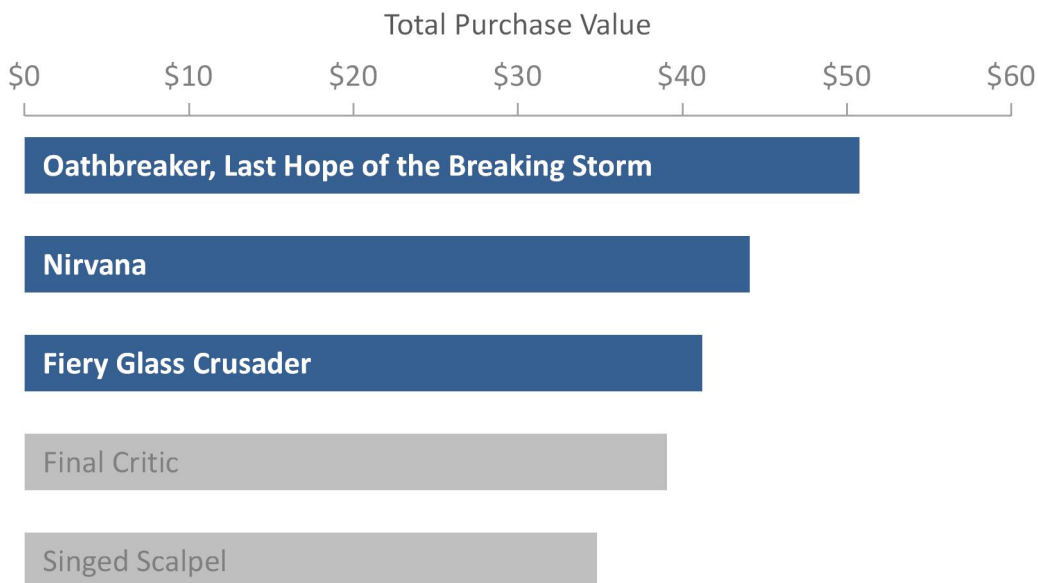 Total Purchase Value
$0 $10 $20 $30 $40 $50 $60
Oathbreaker, Last Hope of the Breaking Storm
Nirvana
Fiery Glass Crusader
Final Critic
Singed Scalpel